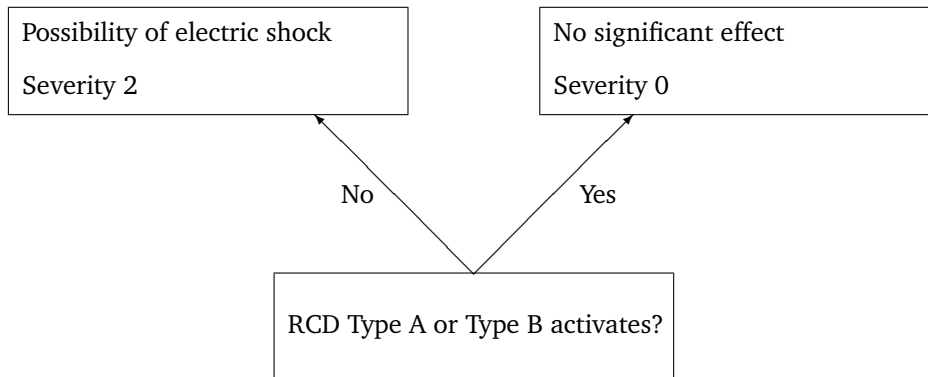 Possibility of electric shock
Severity 2
No significant effect
Severity 0
No
Yes
RCD Type A or Type B activates?